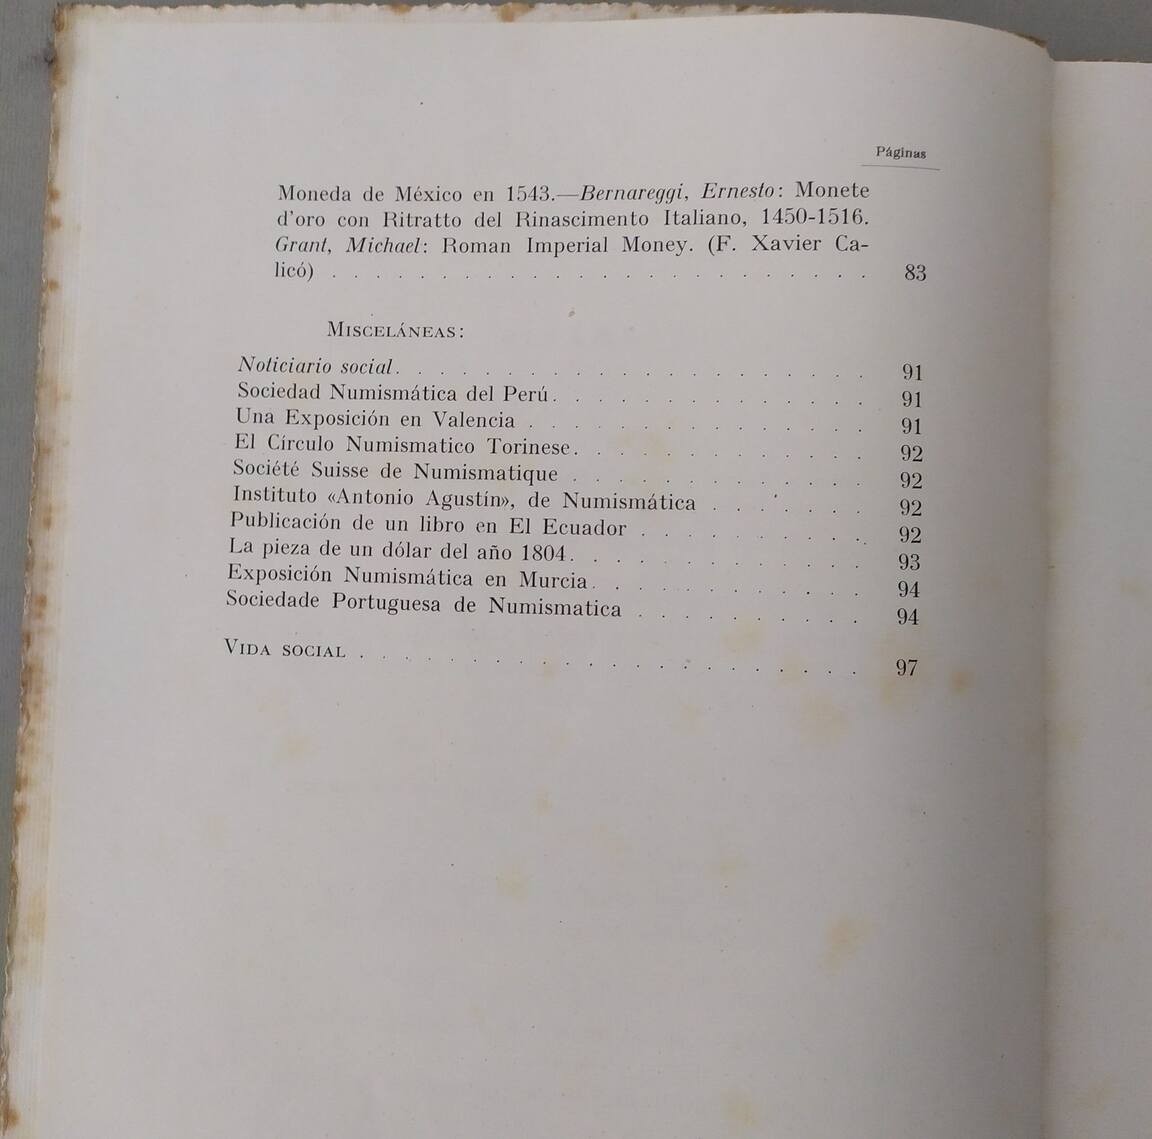 Páginas
Moneda de México en 1543.—Bernareggi, Ernesto: Monete
d'oro con Ritratto del Rinascimento Italiano, 1450-1516.
Grant, Michael: Roman Imperial Money. (F. Xavier Ca-
licó) . . . . . . . . . . . . . . . . . . . 83
MISCELÁNEAS:
Noticiario social. . . . . . . . . . . . . . . . . 91
Sociedad Numismática del Perú. . . . . . . . . . . . 91
Una Exposición en Valencia . . . . . . . . . . . . . 91
El Círculo Numismatico Torinese. . . . . . . . . . . 92
Société Suisse de Numismatique . . . . . . . . . . . 92
Instituto «Antonio Agustín», de Numismática . . . . . . . 92
Publicación de un libro en El Ecuador . . . . . . . . . . 92
La pieza de un dólar del año 1804. . . . . . . . . . . 93
Exposición Numismática en Murcia. . . . . . . . . . . 94
Sociedade Portuguesa de Numismatica . . . . . . . . . . 94
VIDA SOCIAL . . . . . . . . . . . . . . . . . . . 97